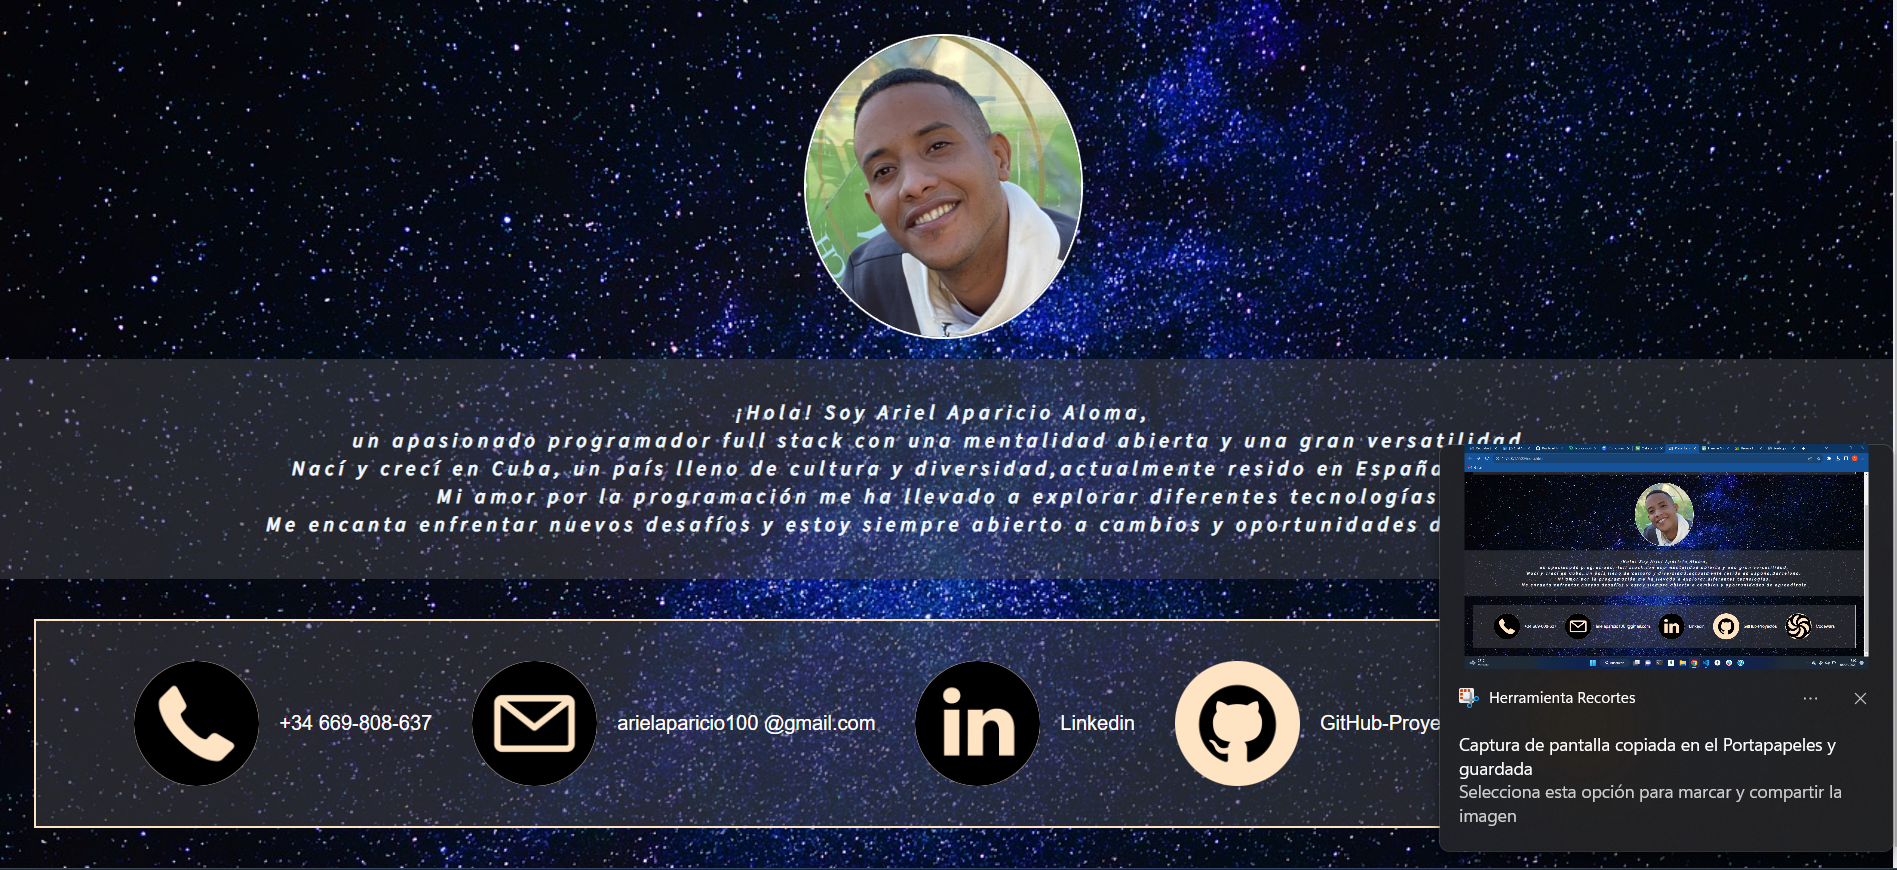 ¡Hola! Soy Ariel Aparicio Aloma,
un apasionado programador full stack con una mentalidad abierta y una gran versatilidad
Nací y crecí en Cuba, un país lleno de cultura y diversidad,actualmente resido en España
Mi amor por la programación me ha llevado a explorar diferentes tecnologías
Me encanta enfrentar nuevos desafíos y estoy siempre abierto a cambios y oportunidades
+34 669-808-637
arielaparicio100 @gmail.com
Linkedin
GitHub-Proye
Herramienta Recortes
Captura de pantalla copiada en el Portapapeles y
guardada
Selecciona esta opción para marcar y compartir la
imagen